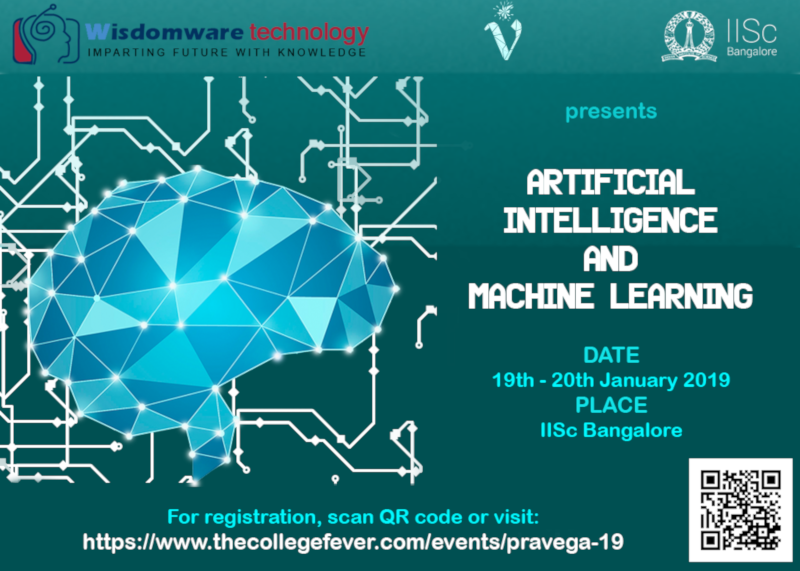 Wisdomware technology
IMPARTING FUTURE WITH KNOWLEDGE
IISc
Bangalore
presents
ARTIFICIAL
INTELLIGENCE
AND
MACHINE LEARNING
DATE
19th - 20th January 2019
PLACE
IISc Bangalore
For registration, scan QR code or visit:
https://www.thecollegefever.com/events/pravega-19